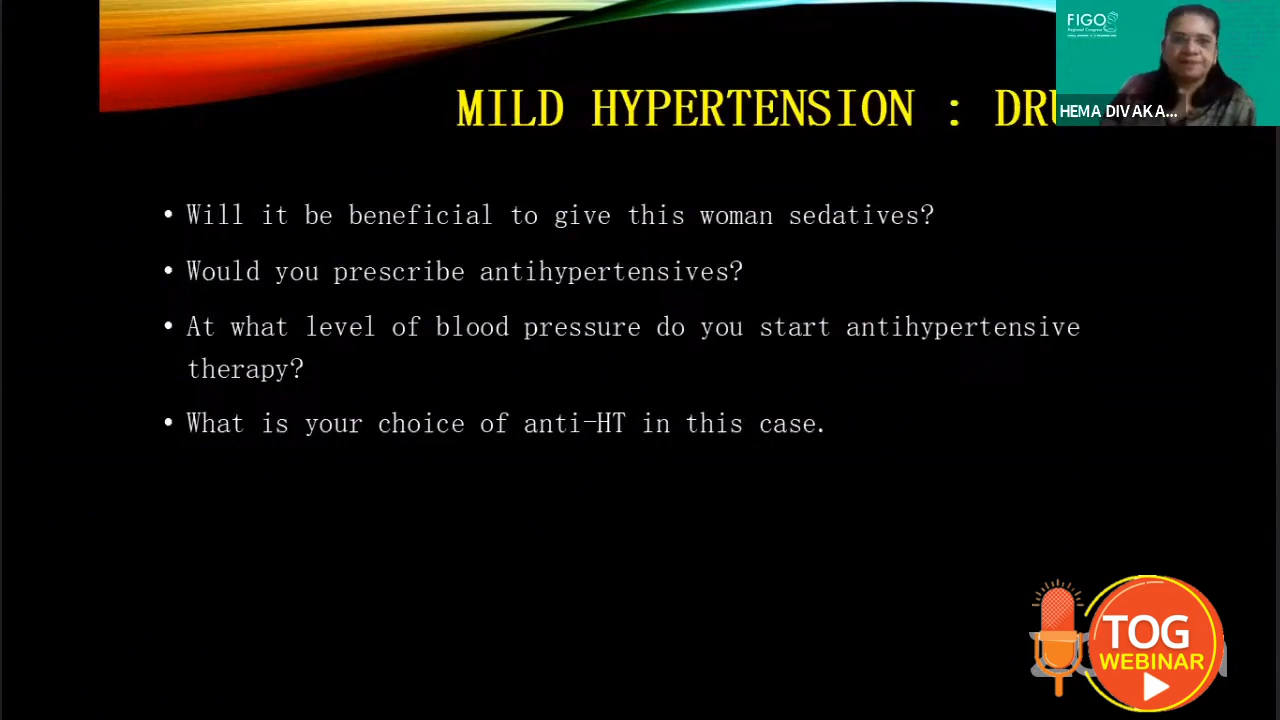 FIGO
MILD HYPERTENSION : DRU
HEMA DIVAKA...
• Will it be beneficial to give this woman sedatives?
• Would you prescribe antihypertensives?
• At what level of blood pressure do you start antihypertensive
therapy?
• What is your choice of anti-HT in this case.
TOG
WEBINAR